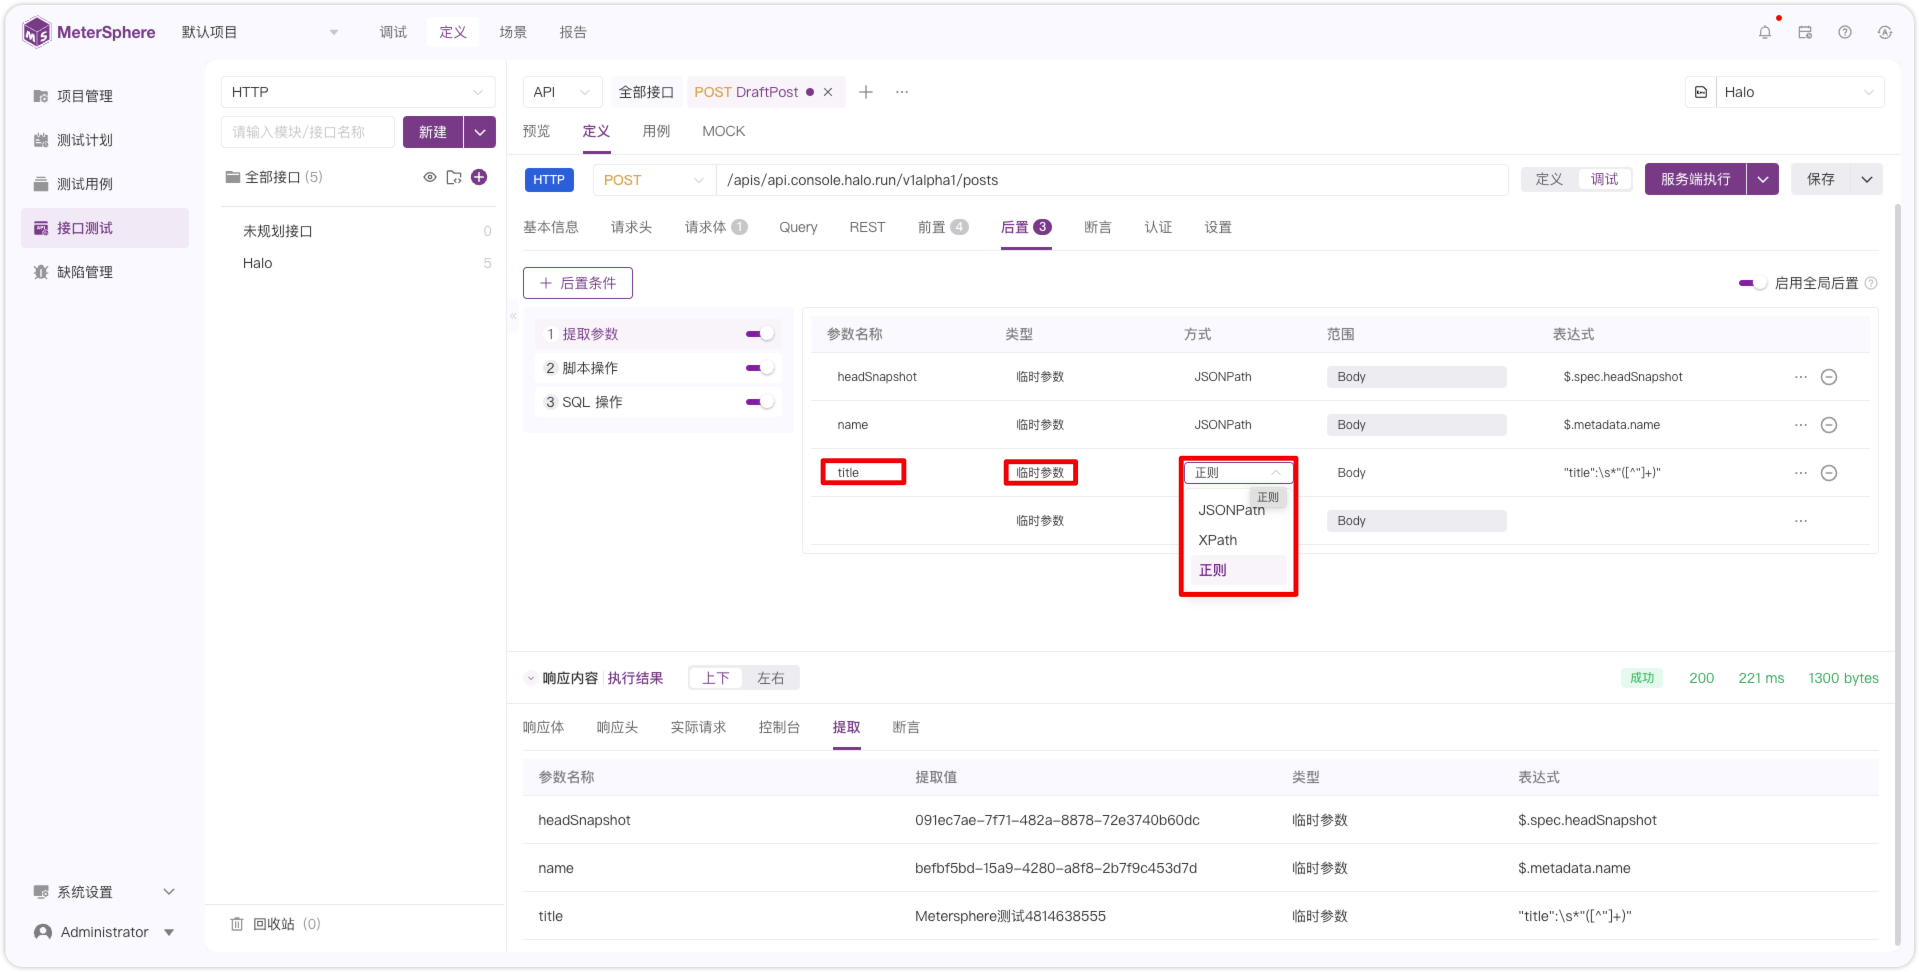 MeterSphere 默认项目 调试 定义 场景 报告
项目管理
测试计划
测试用例
接口测试
缺陷管理
系统设置
Administrator
HTTP
请输入模块/接口名称 新建
全部接口 (5)
未规划接口 0
Halo 5
回收站 (0)
API 全部接口 POST DraftPost Halo
预览 定义 用例 MOCK
HTTP POST /apis/api.console.halo.run/v1alpha1/posts 定义 调试 服务端执行 保存
基本信息 请求头 请求体 1 Query REST 前置 4 后置 3 断言 认证 设置
后置条件 启用全局后置
1 提取参数
2 脚本操作
3 SQL 操作
参数名称 类型 方式 范围 表达式
headSnapshot 临时参数 JSONPath Body $.spec.headSnapshot
name 临时参数 JSONPath Body $.metadata.name
title 临时参数 正则 Body "title":\s*"([^"]+)"
正则
JSONPath
临时参数 Body
XPath
正则
响应内容 执行结果 上下 左右 成功 200 221 ms 1300 bytes
响应体 响应头 实际请求 控制台 提取 断言
参数名称 提取值 类型 表达式
headSnapshot 091ec7ae-7f71-482a-8878-72e3740b60dc 临时参数 $.spec.headSnapshot
name befbf5bd-15a9-4280-a8f8-2b7f9c453d7d 临时参数 $.metadata.name
title Metersphere测试4814638555 临时参数 "title":\s*"([^"]+)"